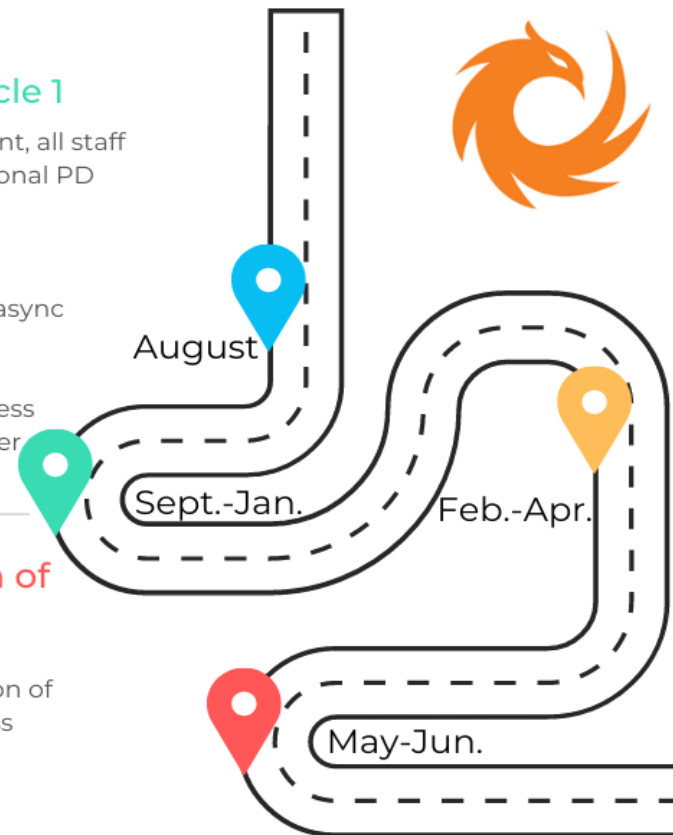 cle 1
nt, all staff
onal PD
async
August
ess
er
Sept.-Jan.
Feb.-Apr.
of
on of
s
May-Jun.